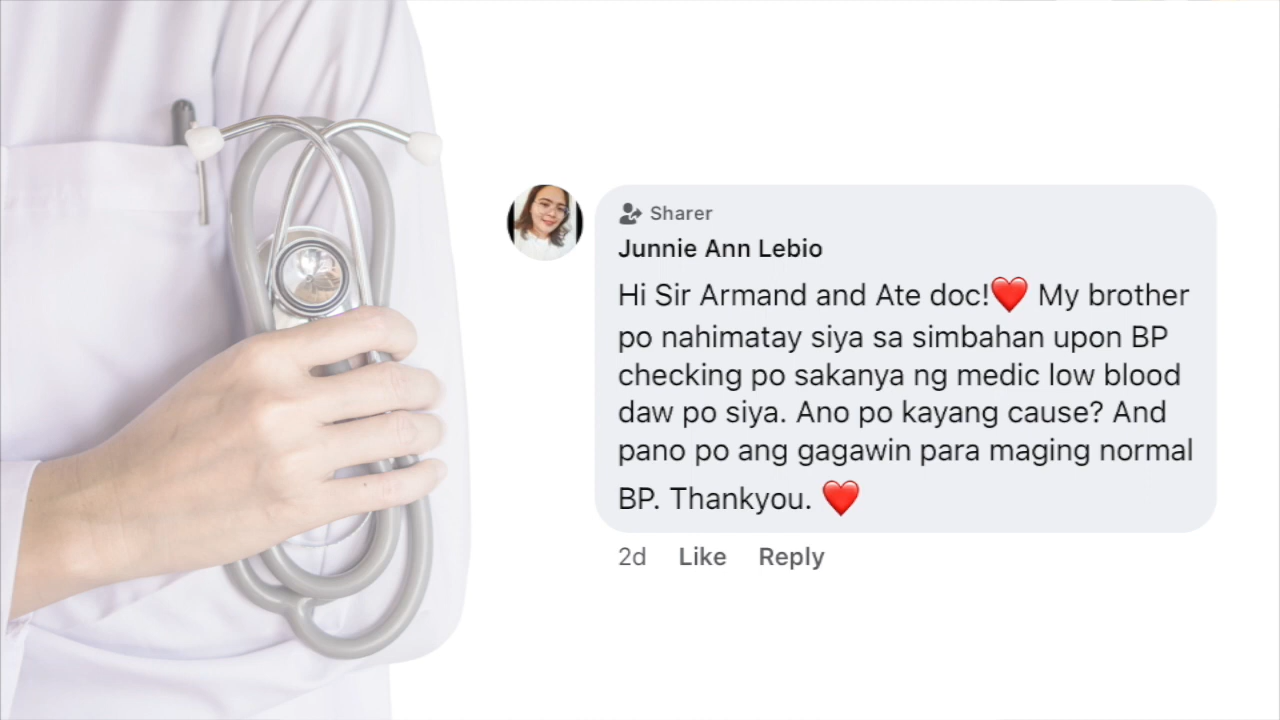 Sharer
Junnie Ann Lebio
Hi Sir Armand and Ate doc!❤️ My brother
po nahimatay siya sa simbahan upon BP
checking po sakanya ng medic low blood
daw po siya. Ano po kayang cause? And
pano po ang gagawin para maging normal
BP. Thankyou. ❤️
2d Like Reply